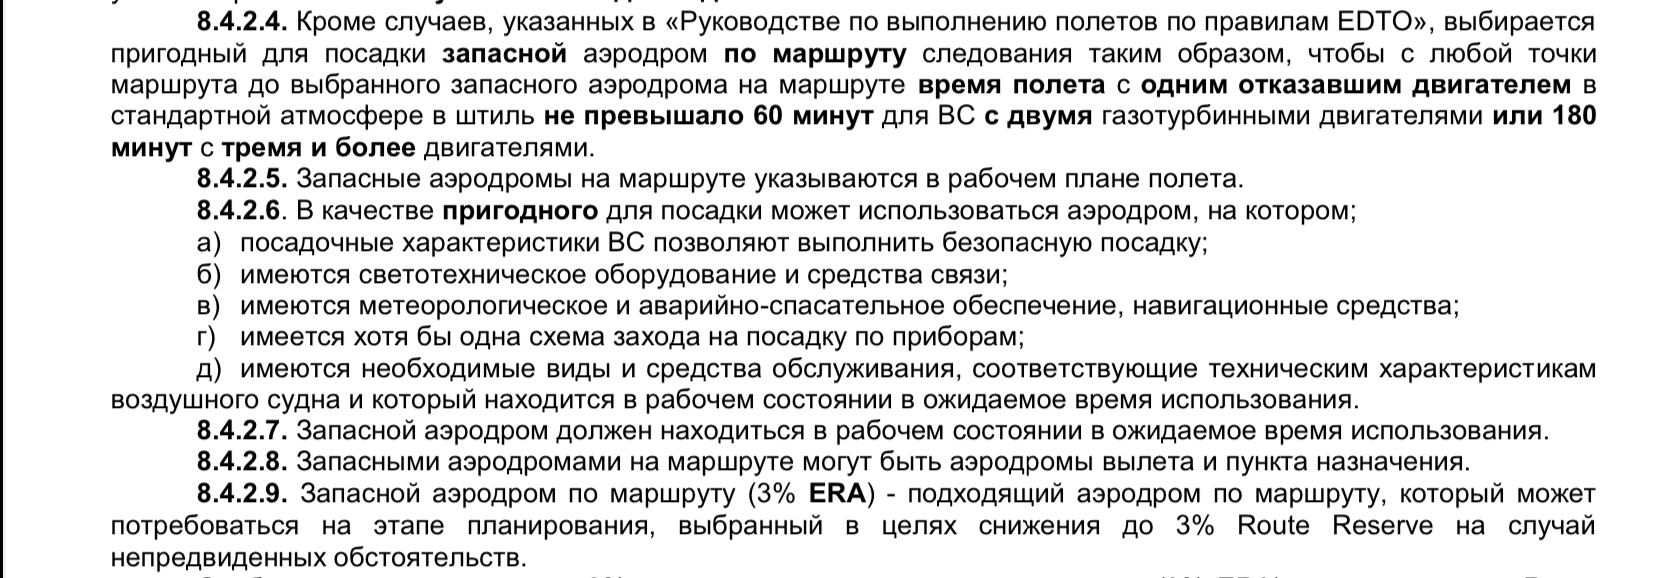 8.4.2.4. Кроме случаев, указанных в «Руководстве по выполнению полетов по правилам EDTO», выбирается
пригодный для посадки запасной аэродром по маршруту следования таким образом, чтобы с любой точки
маршрута до выбранного запасного аэродрома на маршруте время полета с одним отказавшим двигателем в
стандартной атмосфере в штиль не превышало 60 минут для ВС с двумя газотурбинными двигателями или 180
минут с тремя и более двигателями.
8.4.2.5. Запасные аэродромы на маршруте указываются в рабочем плане полета.
8.4.2.6. В качестве пригодного для посадки может использоваться аэродром, на котором;
а) посадочные характеристики ВС позволяют выполнить безопасную посадку;
б) имеются светотехническое оборудование и средства связи;
в) имеются метеорологическое и аварийно-спасательное обеспечение, навигационные средства;
г) имеется хотя бы одна схема захода на посадку по приборам;
д) имеются необходимые виды и средства обслуживания, соответствующие техническим характеристикам
воздушного судна и который находится в рабочем состоянии в ожидаемое время использования.
8.4.2.7. Запасной аэродром должен находиться в рабочем состоянии в ожидаемое время использования.
8.4.2.8. Запасными аэродромами на маршруте могут быть аэродромы вылета и пункта назначения.
8.4.2.9. Запасной аэродром по маршруту (3% ERA) - подходящий аэродром по маршруту, который может
потребоваться на этапе планирования, выбранный в целях снижения до 3% Route Reserve на случай
непредвиденных обстоятельств.